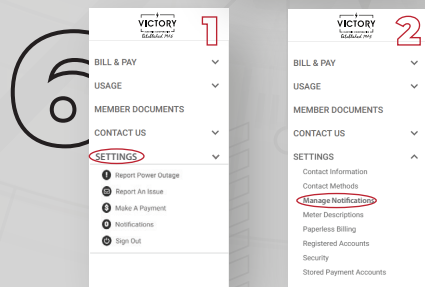 6
1
VICTORY
Established 1945
BILL & PAY
USAGE
MEMBER DOCUMENTS
CONTACT US
SETTINGS
Report Power Outage
Report An Issue
Make A Payment
Notifications
Sign Out
2
VICTORY
Established 1945
BILL & PAY
USAGE
MEMBER DOCUMENTS
CONTACT US
SETTINGS
Contact Information
Contact Methods
Manage Notifications
Meter Descriptions
Paperless Billing
Registered Accounts
Security
Stored Payment Accounts